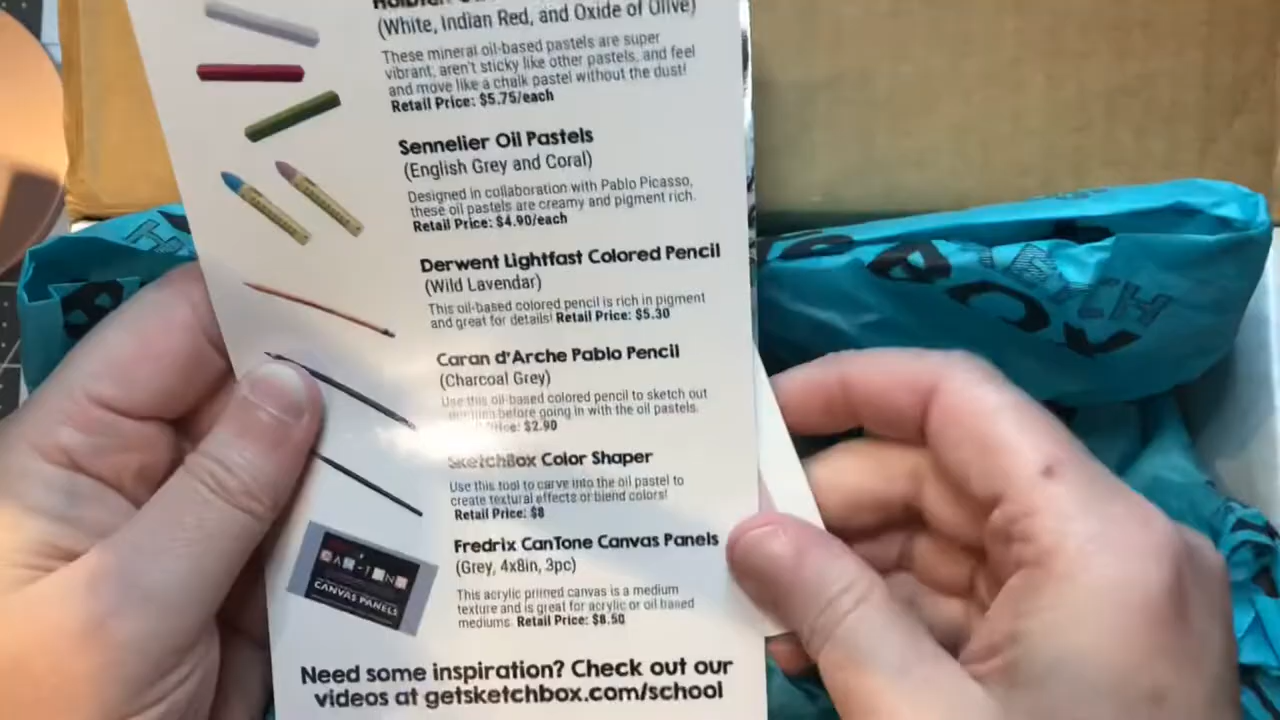 (White, Indian Red, and Oxide of Olive)
These mineral oil-based pastels are super
vibrant, aren't sticky like other pastels, and feel
and move like a chalk pastel without the dust!
Retail Price: $5.75/each
Sennelier Oil Pastels
(English Grey and Coral)
Designed in collaboration with Pablo Picasso,
these oil pastels are creamy and pigment rich.
Retail Price: $4.90/each
Derwent Lightfast Colored Pencil
(Wild Lavendar)
This oil-based colored pencil is rich in pigment
and great for details! Retail Price: $5.30
Caran d'Arche Pablo Pencil
(Charcoal Grey)
Use this oil-based colored pencil to sketch out
before going in with the oil pastels.
Price: $2.90
SketchBox Color Shaper
Use this tool to carve into the oil pastel to
create textural effects or blend colors!
Retail Price: $8
Fredrix CanTone Canvas Panels
(Grey, 4x8in, 3pc)
This acrylic primed canvas is a medium
texture and is great for acrylic or oil based
mediums. Retail Price: $8.50
CANVAS PANELS
Need some inspiration? Check out our
videos at getsketchbox.com/school